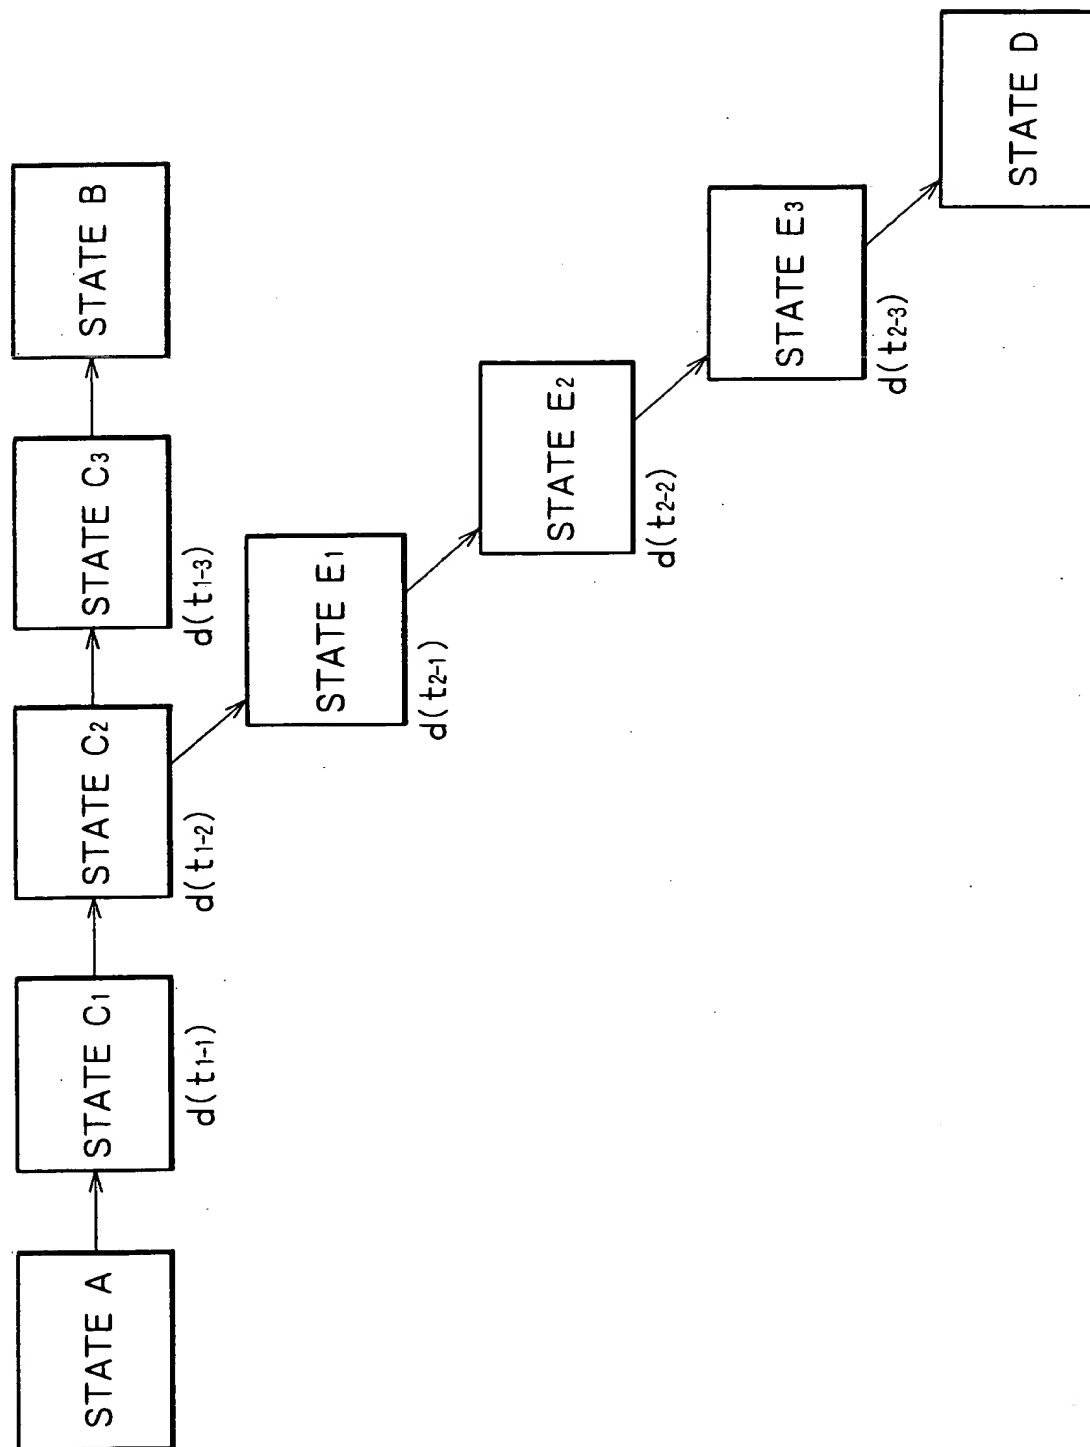 STATE A
STATE C1
d(t1-1)
STATE C2
d(t1-2)
STATE C3
d(t1-3)
STATE B
STATE E1
d(t2-1)
STATE E2
d(t2-2)
STATE E3
d(t2-3)
STATE D